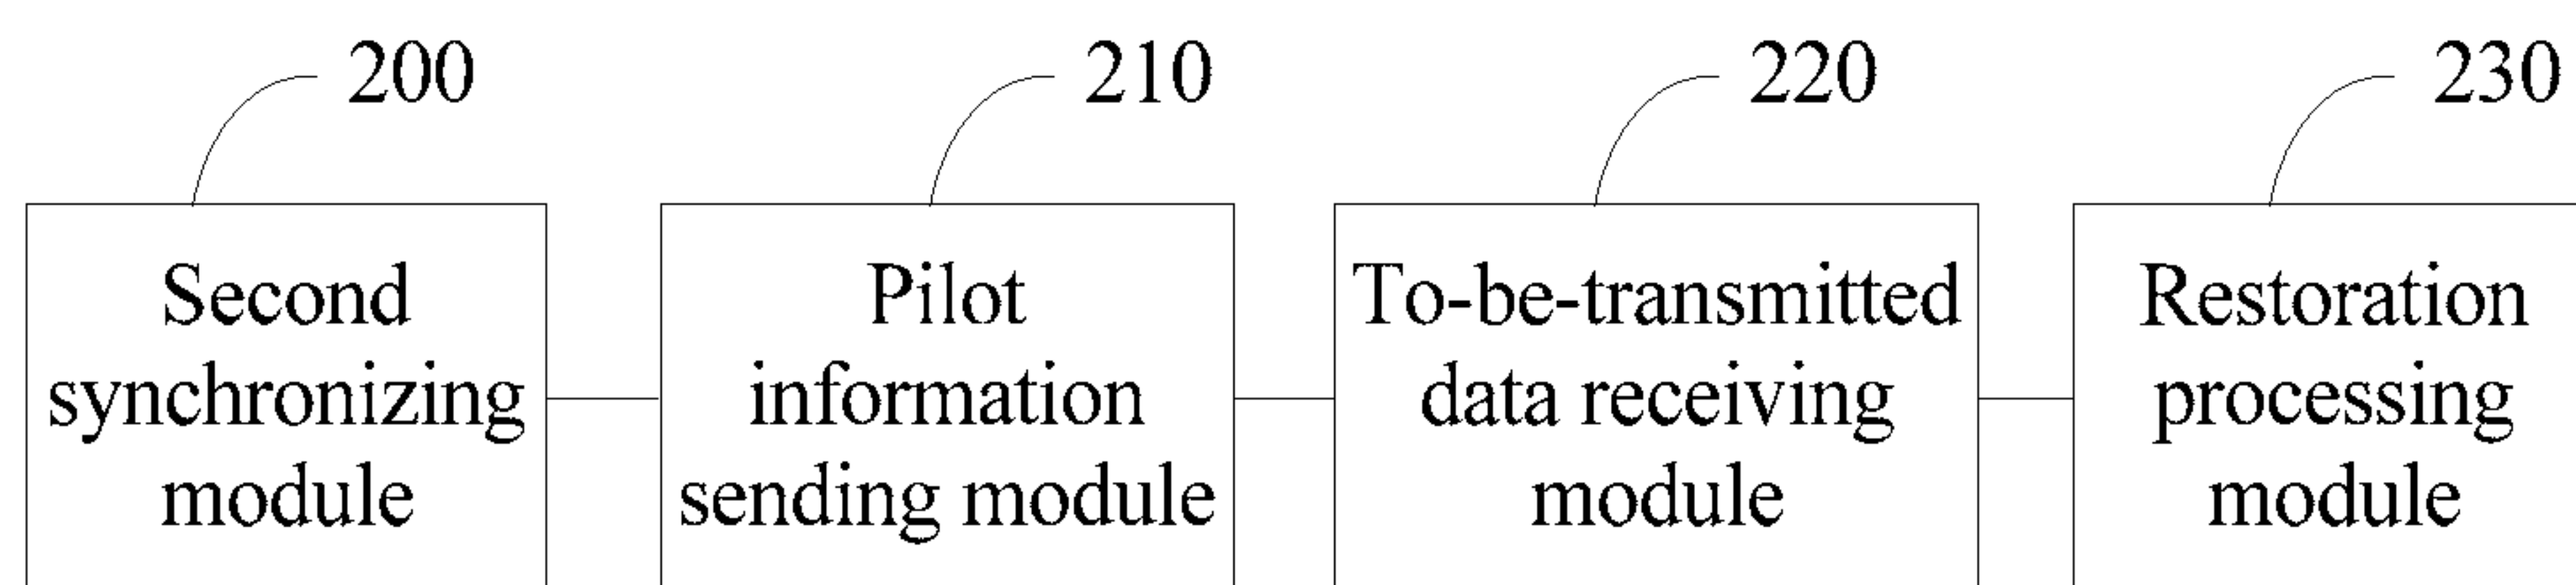 200
210
220
230
Second
synchronizing
module
Pilot
information
sending module
To-be-transmitted
data receiving
module
Restoration
processing
module